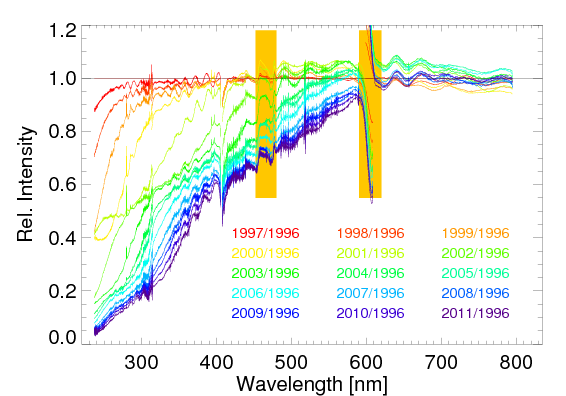 1.2
1.0
0.8
0.6
0.4
0.2
0.0
Rel. Intensity
1997/1996 1998/1996 1999/1996
2000/1996 2001/1996 2002/1996
2003/1996 2004/1996 2005/1996
2006/1996 2007/1996 2008/1996
2009/1996 2010/1996 2011/1996
300 400 500 600 700 800
Wavelength [nm]